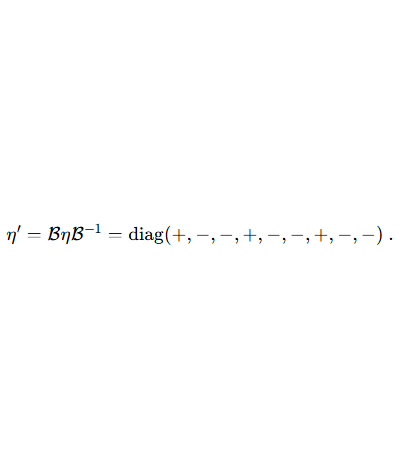 η′ = ℬηℬ⁻¹ = diag(+, −, −, +, −, −, +, −, −) .